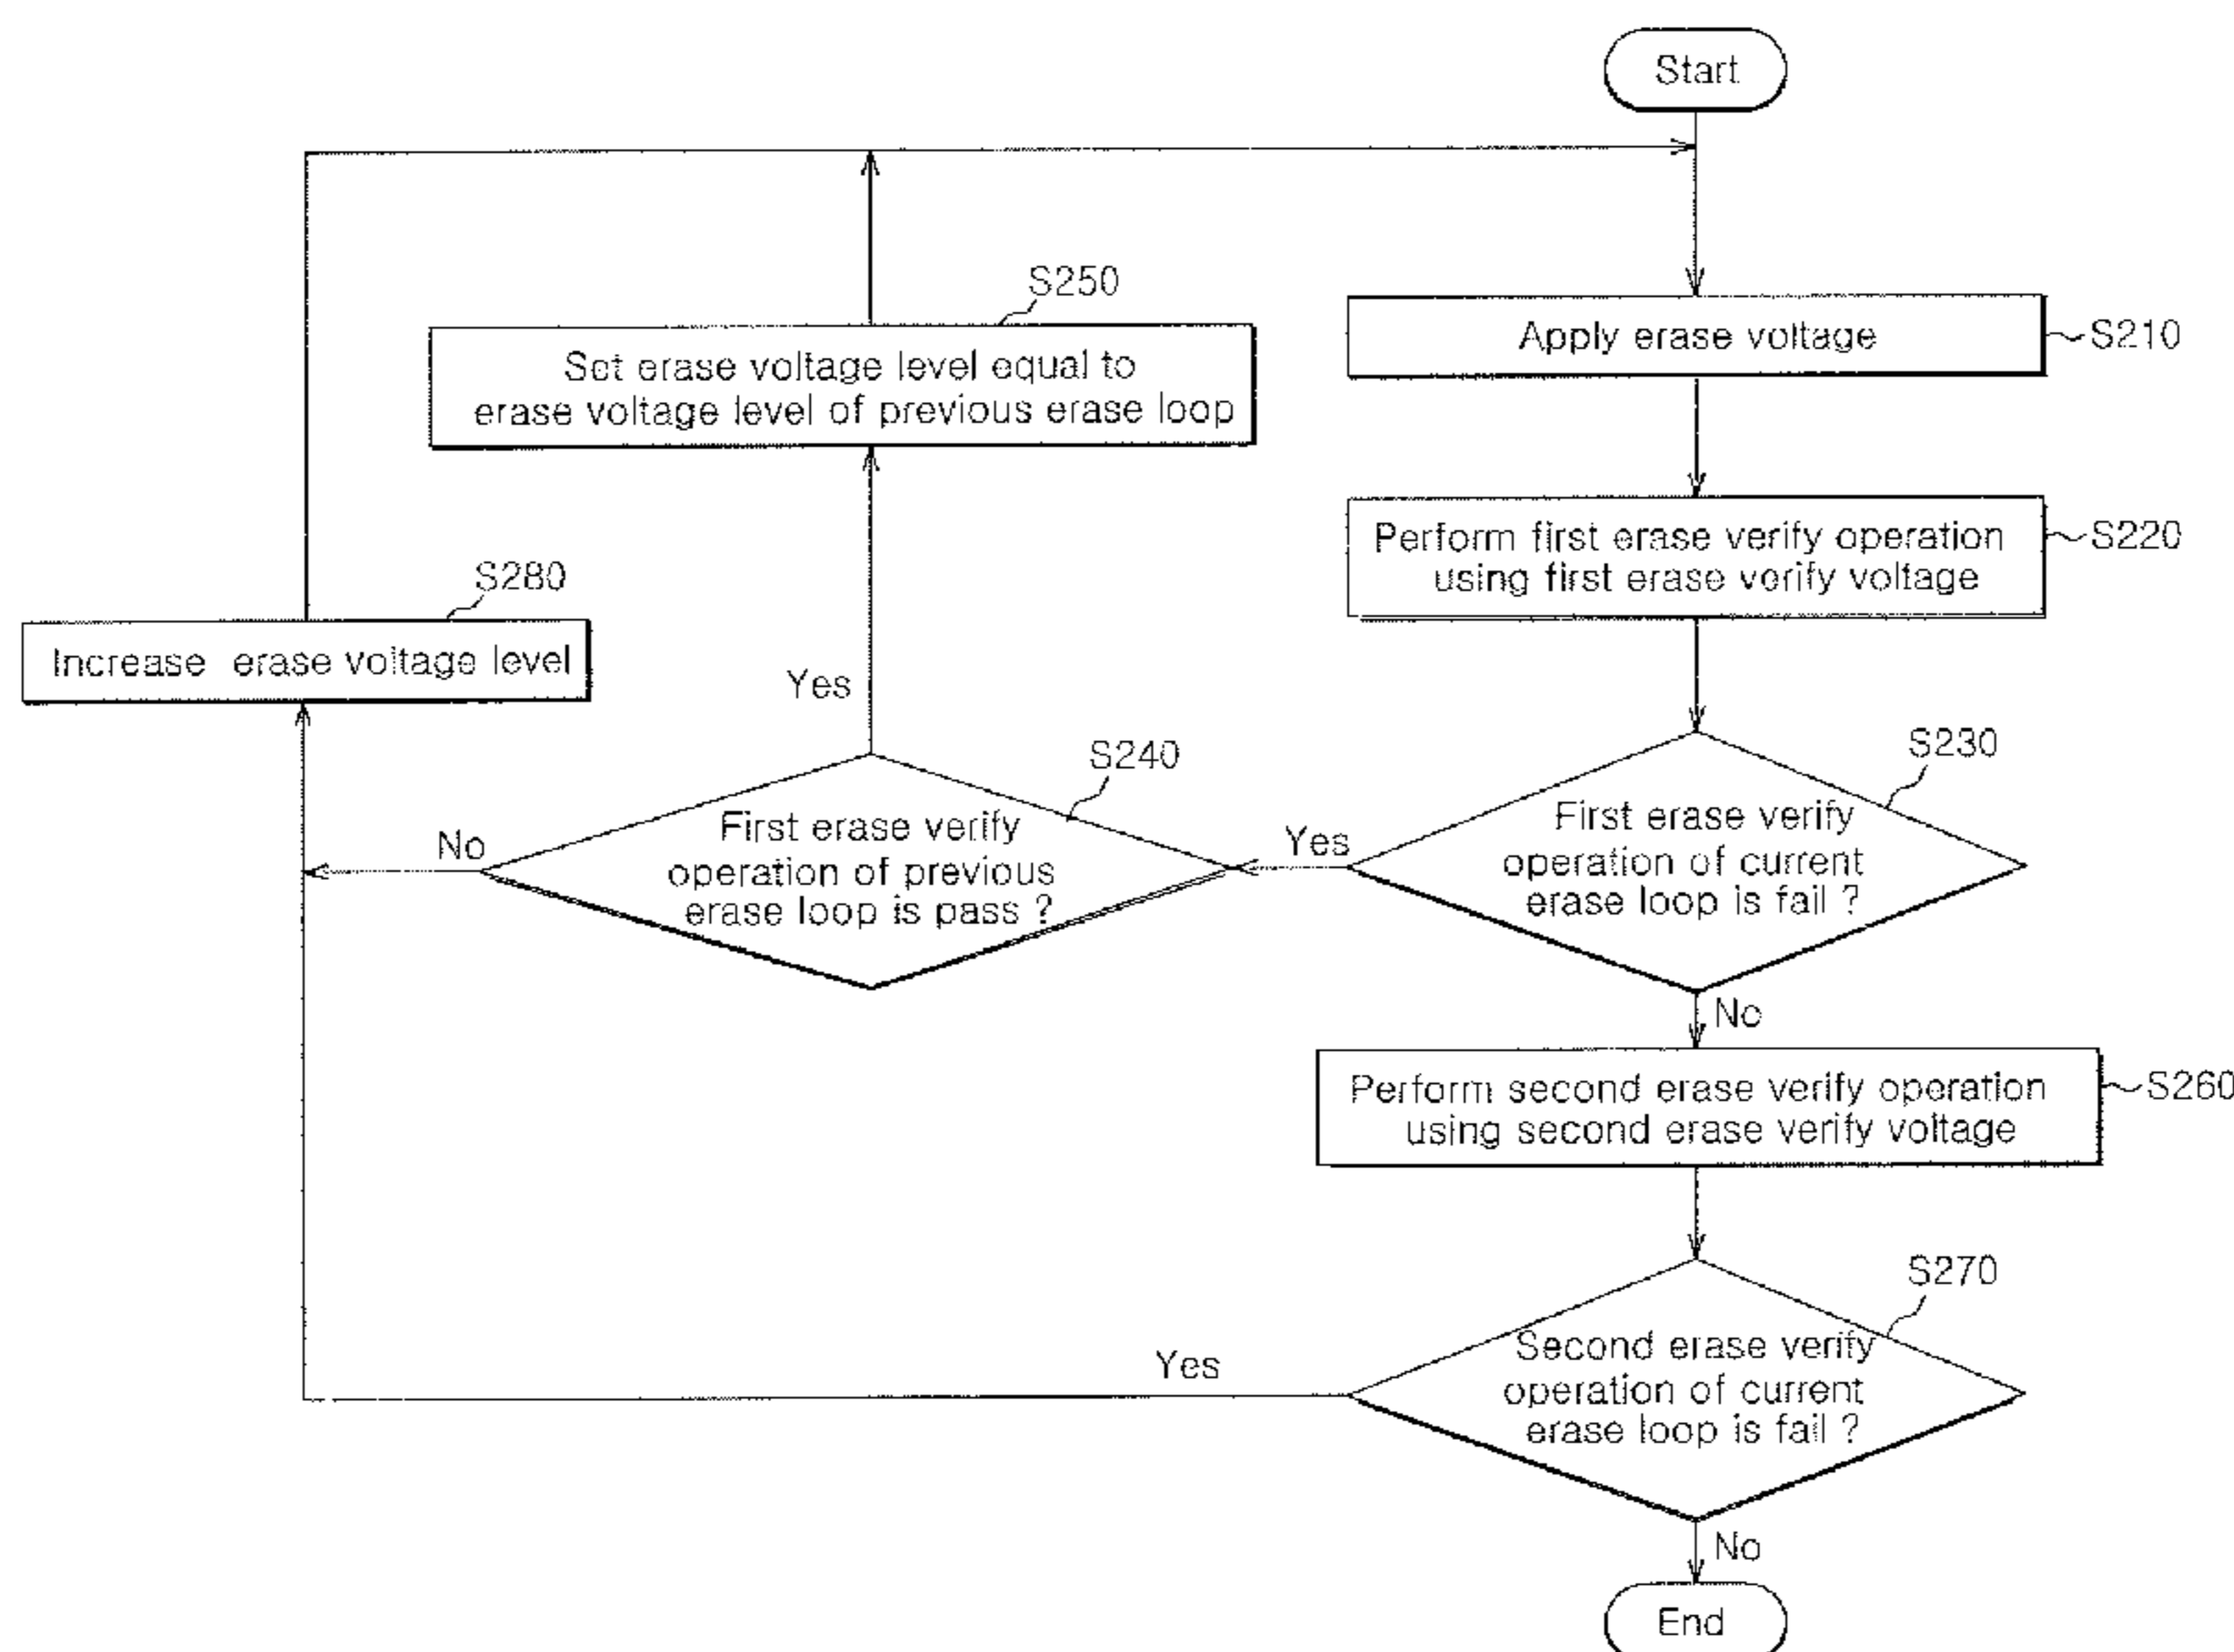 Start
S250
Set erase voltage level equal to
erase voltage level of previous erase loop
Apply erase voltage
S210
Perform first erase verify operation
using first erase verify voltage
S220
S280
Increase erase voltage level
Yes
S240
First erase verify
operation of previous
erase loop is pass ?
No
Yes
S230
First erase verify
operation of current
erase loop is fail ?
No
Perform second erase verify operation
using second erase verify voltage
S260
S270
Second erase verify
operation of current
erase loop is fail ?
Yes
No
End